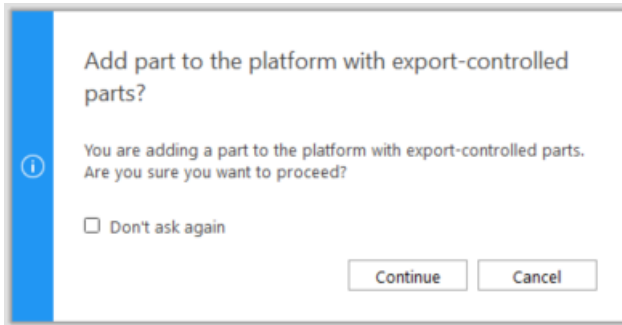 Add part to the platform with export-controlled
parts?
You are adding a part to the platform with export-controlled parts.
Are you sure you want to proceed?
Don't ask again
Continue
Cancel